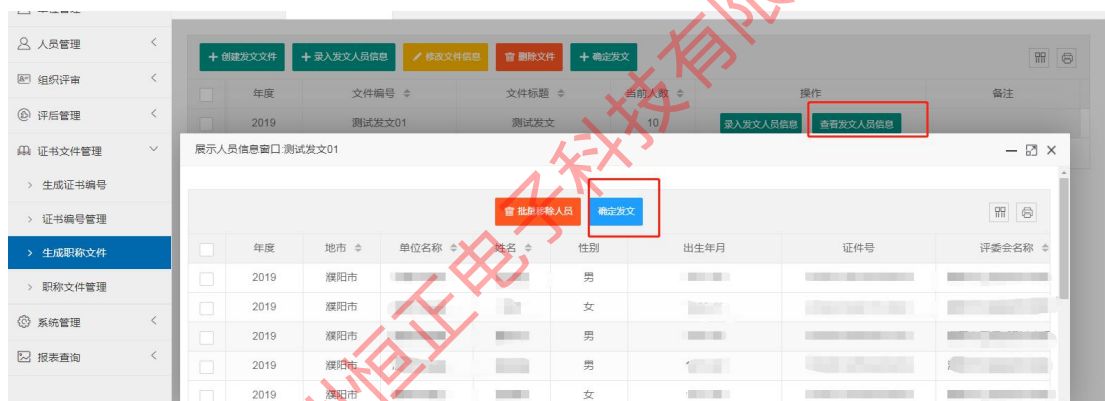 人员管理
组织评审
评后管理
证书文件管理
生成证书编号
证书编号管理
生成职称文件
职称文件管理
系统管理
报表查询
+ 创建发文文件 + 录入发文人员信息 修改文件信息 删除文件 + 确定发文
年度 文件编号 文件标题 当前人数 操作 备注
2019 测试发文01 测试发文 10 录入发文人员信息 查看发文人员信息
展示人员信息窗口:测试发文01
批量移除人员 确定发文
年度 地市 单位名称 姓名 性别 出生年月 证件号 评委会名称
2019 濮阳市 男
2019 濮阳市 女
2019 濮阳市 男
2019 濮阳市 男
2019 濮阳市 女
州恒正电子科技有限